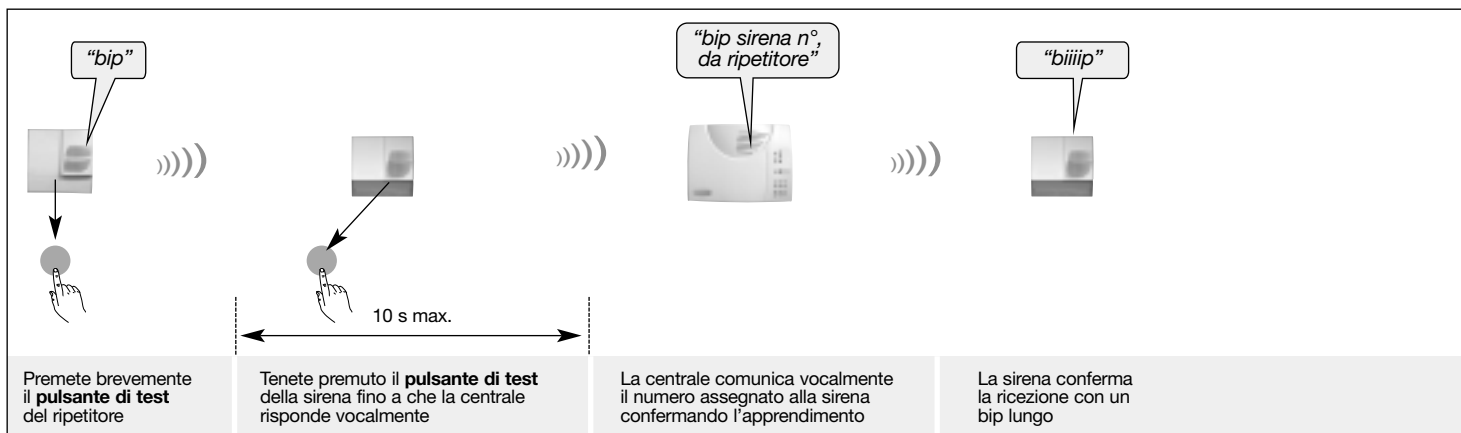 “bip”
“bip sirena n°,
da ripetitore”
“biiiip”
10 s max.
Premete brevemente
il pulsante di test
del ripetitore
Tenete premuto il pulsante di test
della sirena fino a che la centrale
risponde vocalmente
La centrale comunica vocalmente
il numero assegnato alla sirena
confermando l’apprendimento
La sirena conferma
la ricezione con un
bip lungo